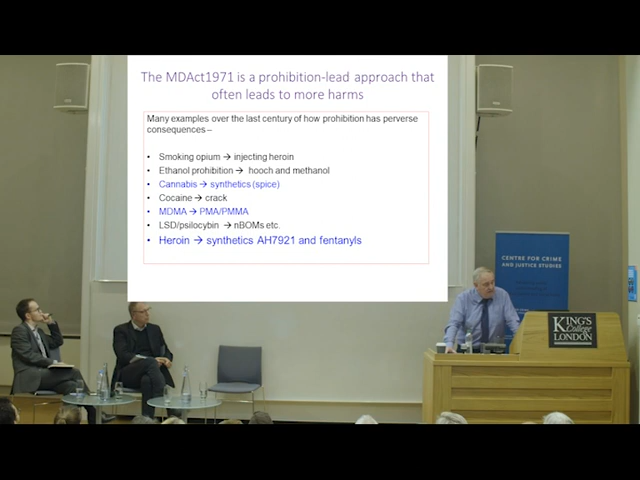 The MDAct1971 is a prohibition-lead approach that
often leads to more harms
Many examples over the last century of how prohibition has perverse
consequences –
• Smoking opium → injecting heroin
• Ethanol prohibition → hooch and methanol
• Cannabis → synthetics (spice)
• Cocaine → crack
• MDMA → PMA/PMMA
• LSD/psilocybin → nBOMs etc.
• Heroin → synthetics AH7921 and fentanyls
CENTRE FOR CRIME
AND JUSTICE STUDIES
KING'S
College
LONDON